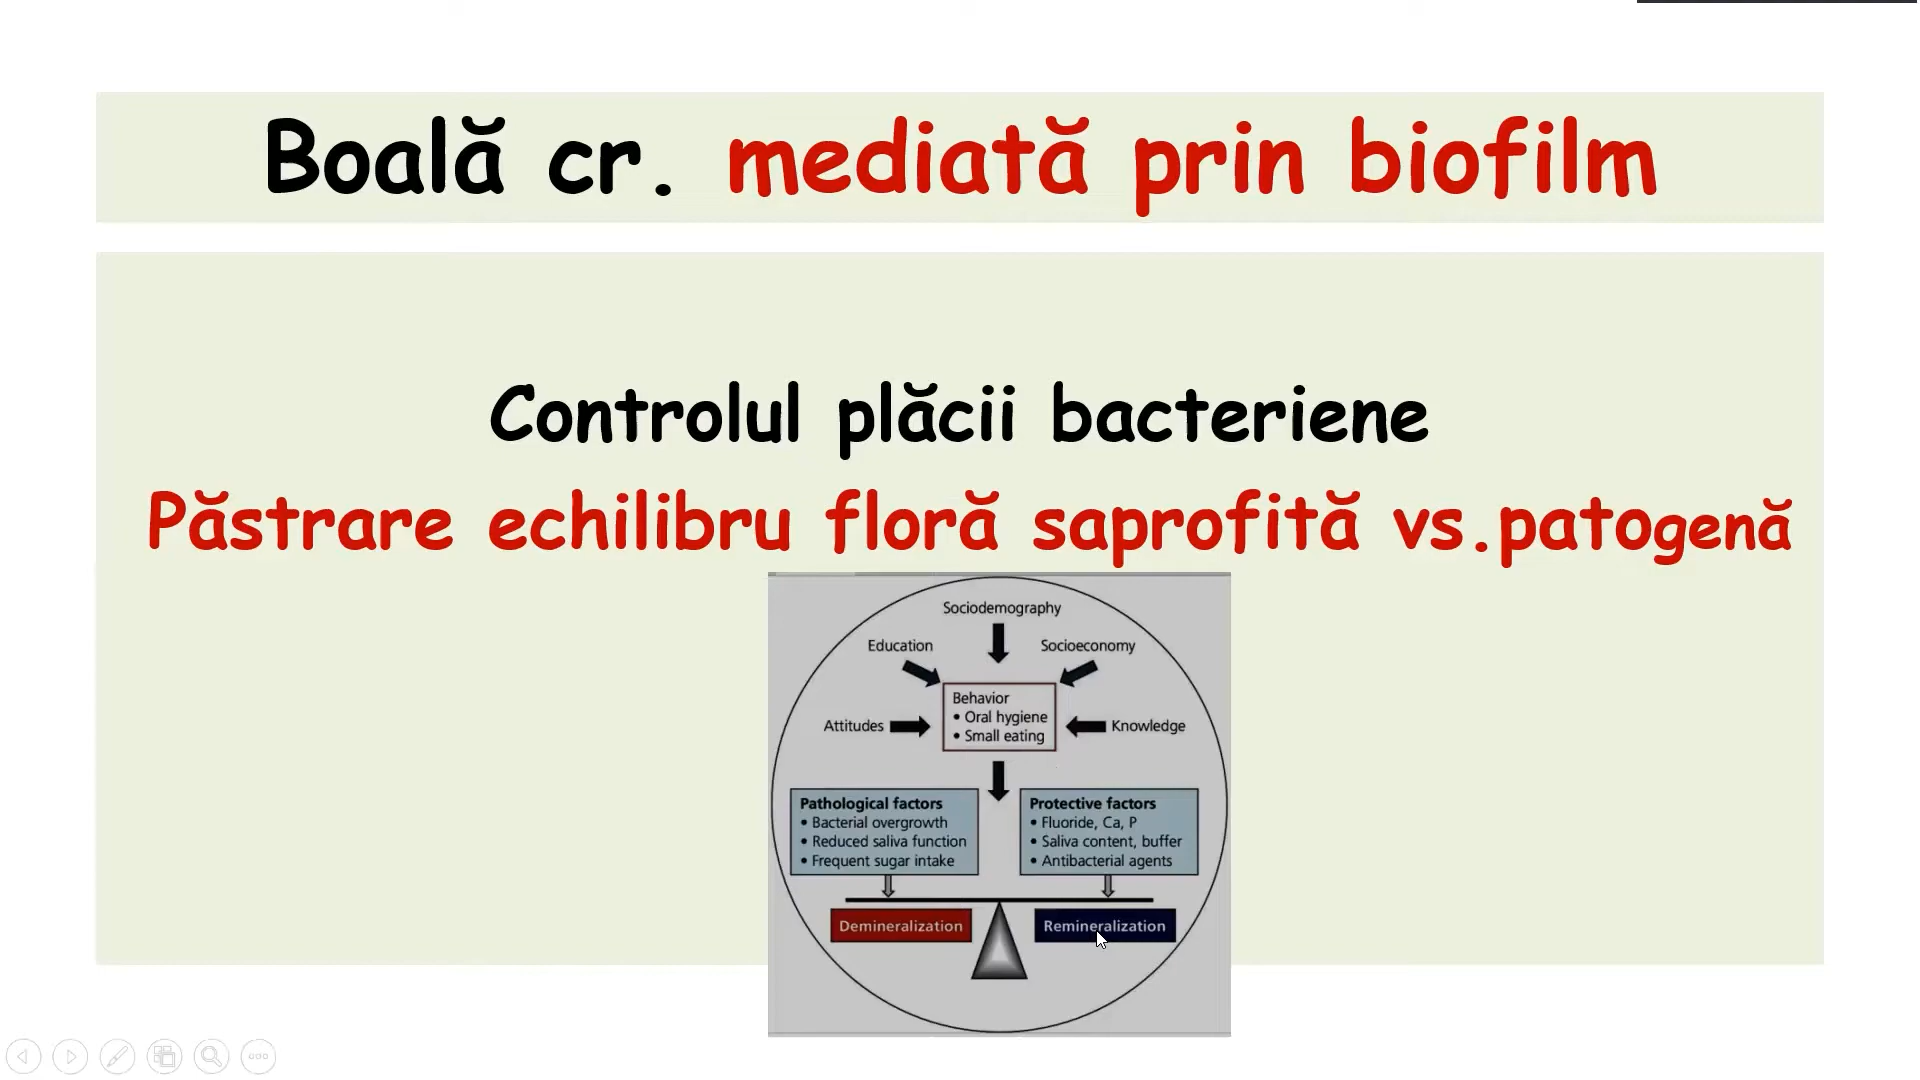 Boală cr. mediată prin biofilm
Controlul plăcii bacteriene
Păstrare echilibru floră saprofită vs.patogenă
Sociodemography
Education
Socioeconomy
Behavior
• Oral hygiene
• Small eating
Attitudes
Knowledge
Pathological factors
• Bacterial overgrowth
• Reduced saliva function
• Frequent sugar intake
Protective factors
• Fluoride, Ca, P
• Saliva content, buffer
• Antibacterial agents
Demineralization
Remineralization